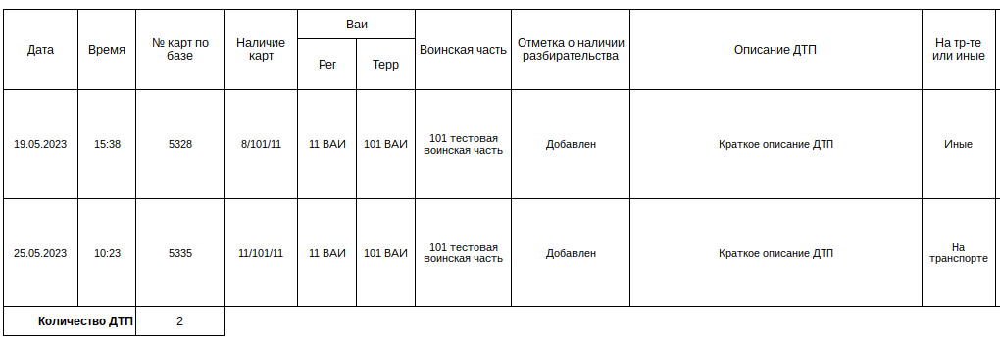 Дата Время № карт по базе Наличие карт Ваи Рег Терр Воинская часть Отметка о наличии разбирательства Описание ДТП На тр-те или иные
19.05.2023 15:38 5328 8/101/11 11 ВАИ 101 ВАИ 101 тестовая воинская часть Добавлен Краткое описание ДТП Иные
25.05.2023 10:23 5335 11/101/11 11 ВАИ 101 ВАИ 101 тестовая воинская часть Добавлен Краткое описание ДТП На транспорте
Количество ДТП 2